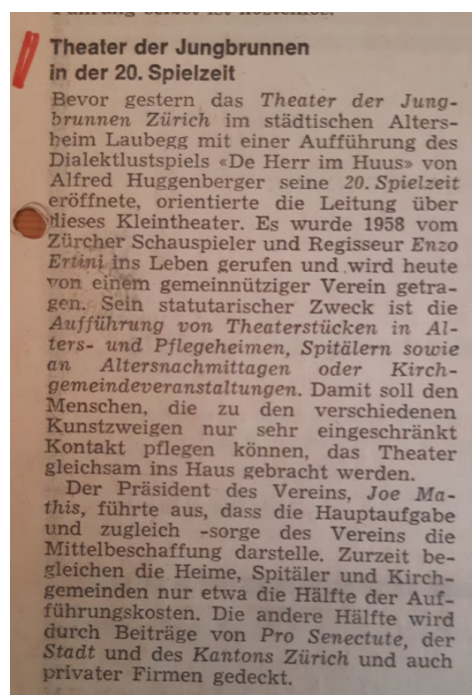 Führung selbst ist kostenlos.
Theater der Jungbrunnen
in der 20. Spielzeit
Bevor gestern das Theater der Jung-
brunnen Zürich im städtischen Alters-
heim Laubegg mit einer Aufführung des
Dialektlustspiels «De Herr im Huus» von
Alfred Huggenberger seine 20. Spielzeit
eröffnete, orientierte die Leitung über
dieses Kleintheater. Es wurde 1958 vom
Zürcher Schauspieler und Regisseur Enzo
Ertini ins Leben gerufen und wird heute
von einem gemeinnütziger Verein getra-
gen. Sein statutarischer Zweck ist die
Aufführung von Theaterstücken in Al-
ters- und Pflegeheimen, Spitälern sowie
an Altersnachmittagen oder Kirch-
gemeindeveranstaltungen. Damit soll den
Menschen, die zu den verschiedenen
Kunstzweigen nur sehr eingeschränkt
Kontakt pflegen können, das Theater
gleichsam ins Haus gebracht werden.
Der Präsident des Vereins, Joe Ma-
this, führte aus, dass die Hauptaufgabe
und zugleich -sorge des Vereins die
Mittelbeschaffung darstelle. Zurzeit be-
gleichen die Heime, Spitäler und Kirch-
gemeinden nur etwa die Hälfte der Auf-
führungskosten. Die andere Hälfte wird
durch Beiträge von Pro Senectute, der
Stadt und des Kantons Zürich und auch
privater Firmen gedeckt.